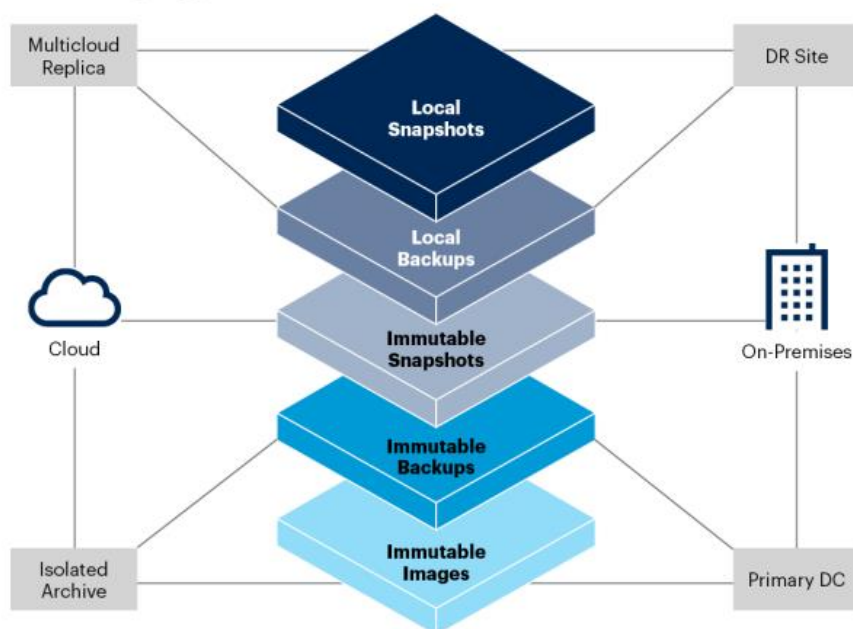 Multicloud
Replica
DR Site
Local
Snapshots
Local
Backups
Cloud
Immutable
Snapshots
On-Premises
Immutable
Backups
Isolated
Archive
Immutable
Images
Primary DC